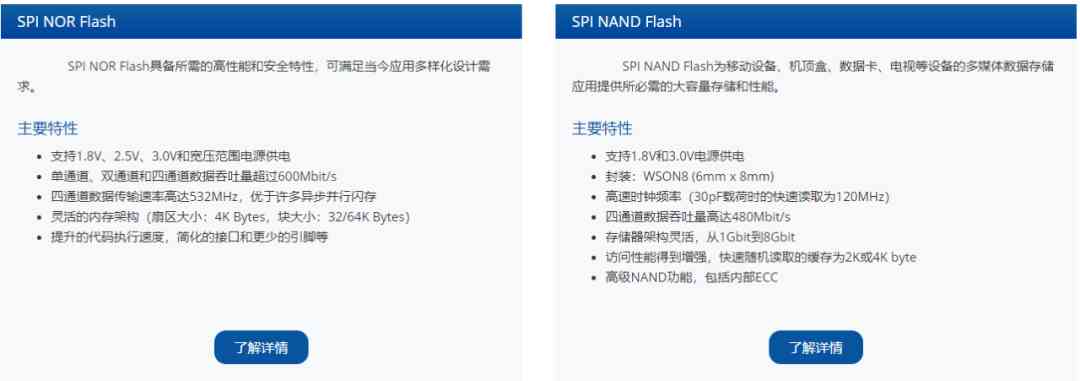 SPI NOR Flash
SPI NOR Flash具备所需的高性能和安全特性，可满足当今应用多样化设计需
求。
主要特性
支持1.8V、2.5V、3.0V和宽压范围电源供电
单通道、双通道和四通道数据吞吐量超过600Mbit/s
四通道数据传输速率高达532MHz，优于许多异步并行闪存
灵活的内存架构（扇区大小：4K Bytes，块大小：32/64K Bytes）
提升的代码执行速度，简化的接口和更少的引脚等
了解详情
SPI NAND Flash
SPI NAND Flash为移动设备、机顶盒、数据卡、电视等设备的多媒体数据存储
应用提供所必需的大容量存储和性能。
主要特性
支持1.8V和3.0V电源供电
封装：WSON8 (6mm x 8mm)
高速时钟频率（30pF载荷时的快速读取为120MHz）
四通道数据吞吐量高达480Mbit/s
存储器架构灵活，从1Gbit到8Gbit
访问性能得到增强，快速随机读取的缓存为2K或4K byte
高级NAND功能，包括内部ECC
了解详情